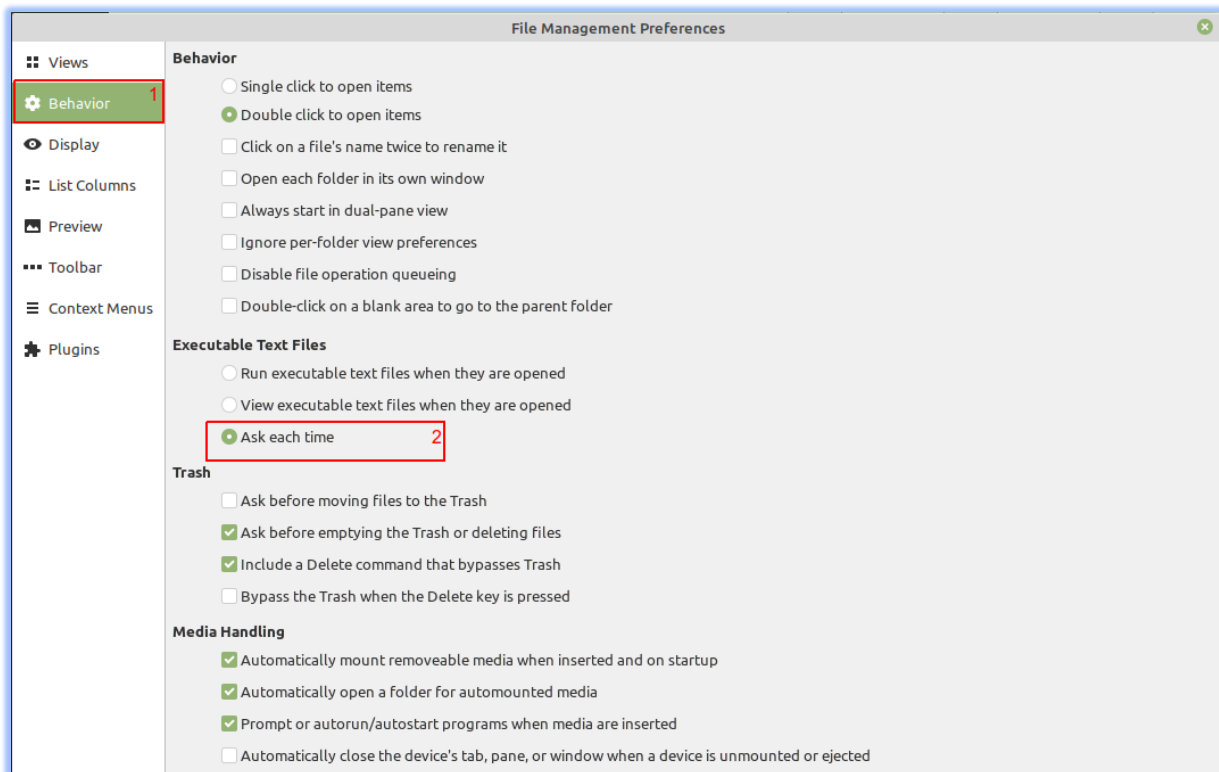 File Management Preferences
Views
Behavior 1
Display
List Columns
Preview
Toolbar
Context Menus
Plugins
Behavior
Single click to open items
Double click to open items
Click on a file's name twice to rename it
Open each folder in its own window
Always start in dual-pane view
Ignore per-folder view preferences
Disable file operation queueing
Double-click on a blank area to go to the parent folder
Executable Text Files
Run executable text files when they are opened
View executable text files when they are opened
Ask each time 2
Trash
Ask before moving files to the Trash
Ask before emptying the Trash or deleting files
Include a Delete command that bypasses Trash
Bypass the Trash when the Delete key is pressed
Media Handling
Automatically mount removeable media when inserted and on startup
Automatically open a folder for automounted media
Prompt or autorun/autostart programs when media are inserted
Automatically close the device's tab, pane, or window when a device is unmounted or ejected